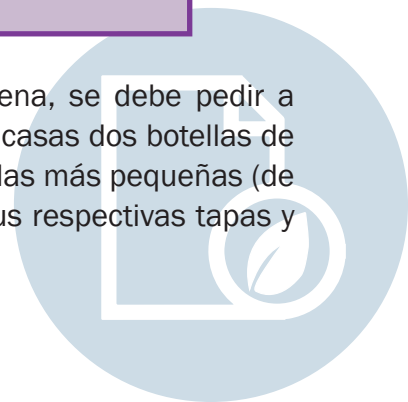 ena, se debe pedir a
casas dos botellas de
las más pequeñas (de
us respectivas tapas y